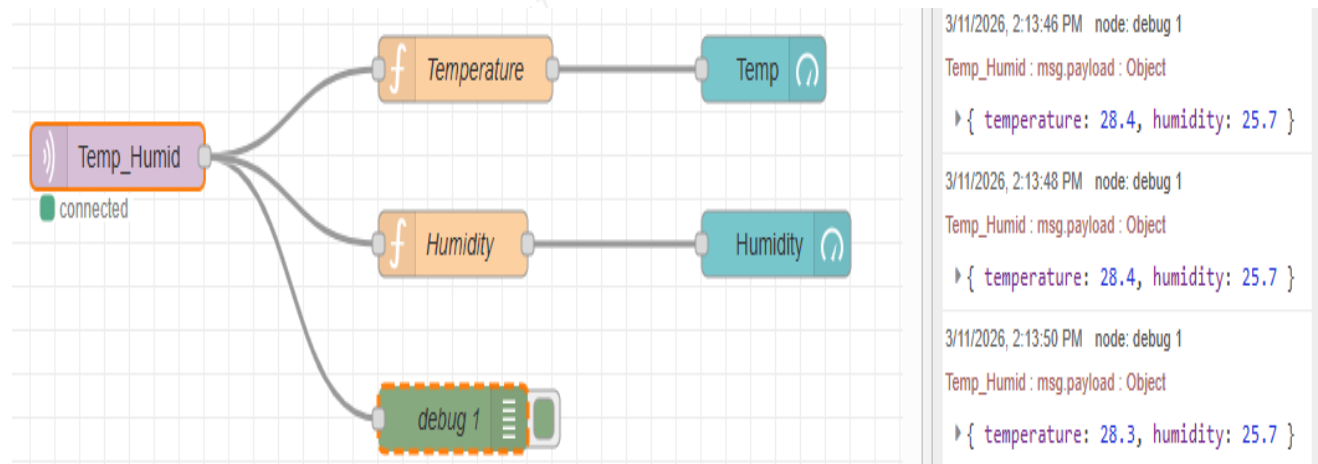 Temperature
Temp
Temp_Humid
connected
Humidity
Humidity
debug 1
3/11/2026, 2:13:46 PM node: debug 1
Temp_Humid : msg.payload : Object
{ temperature: 28.4, humidity: 25.7 }
3/11/2026, 2:13:48 PM node: debug 1
Temp_Humid : msg.payload : Object
{ temperature: 28.4, humidity: 25.7 }
3/11/2026, 2:13:50 PM node: debug 1
Temp_Humid : msg.payload : Object
{ temperature: 28.3, humidity: 25.7 }